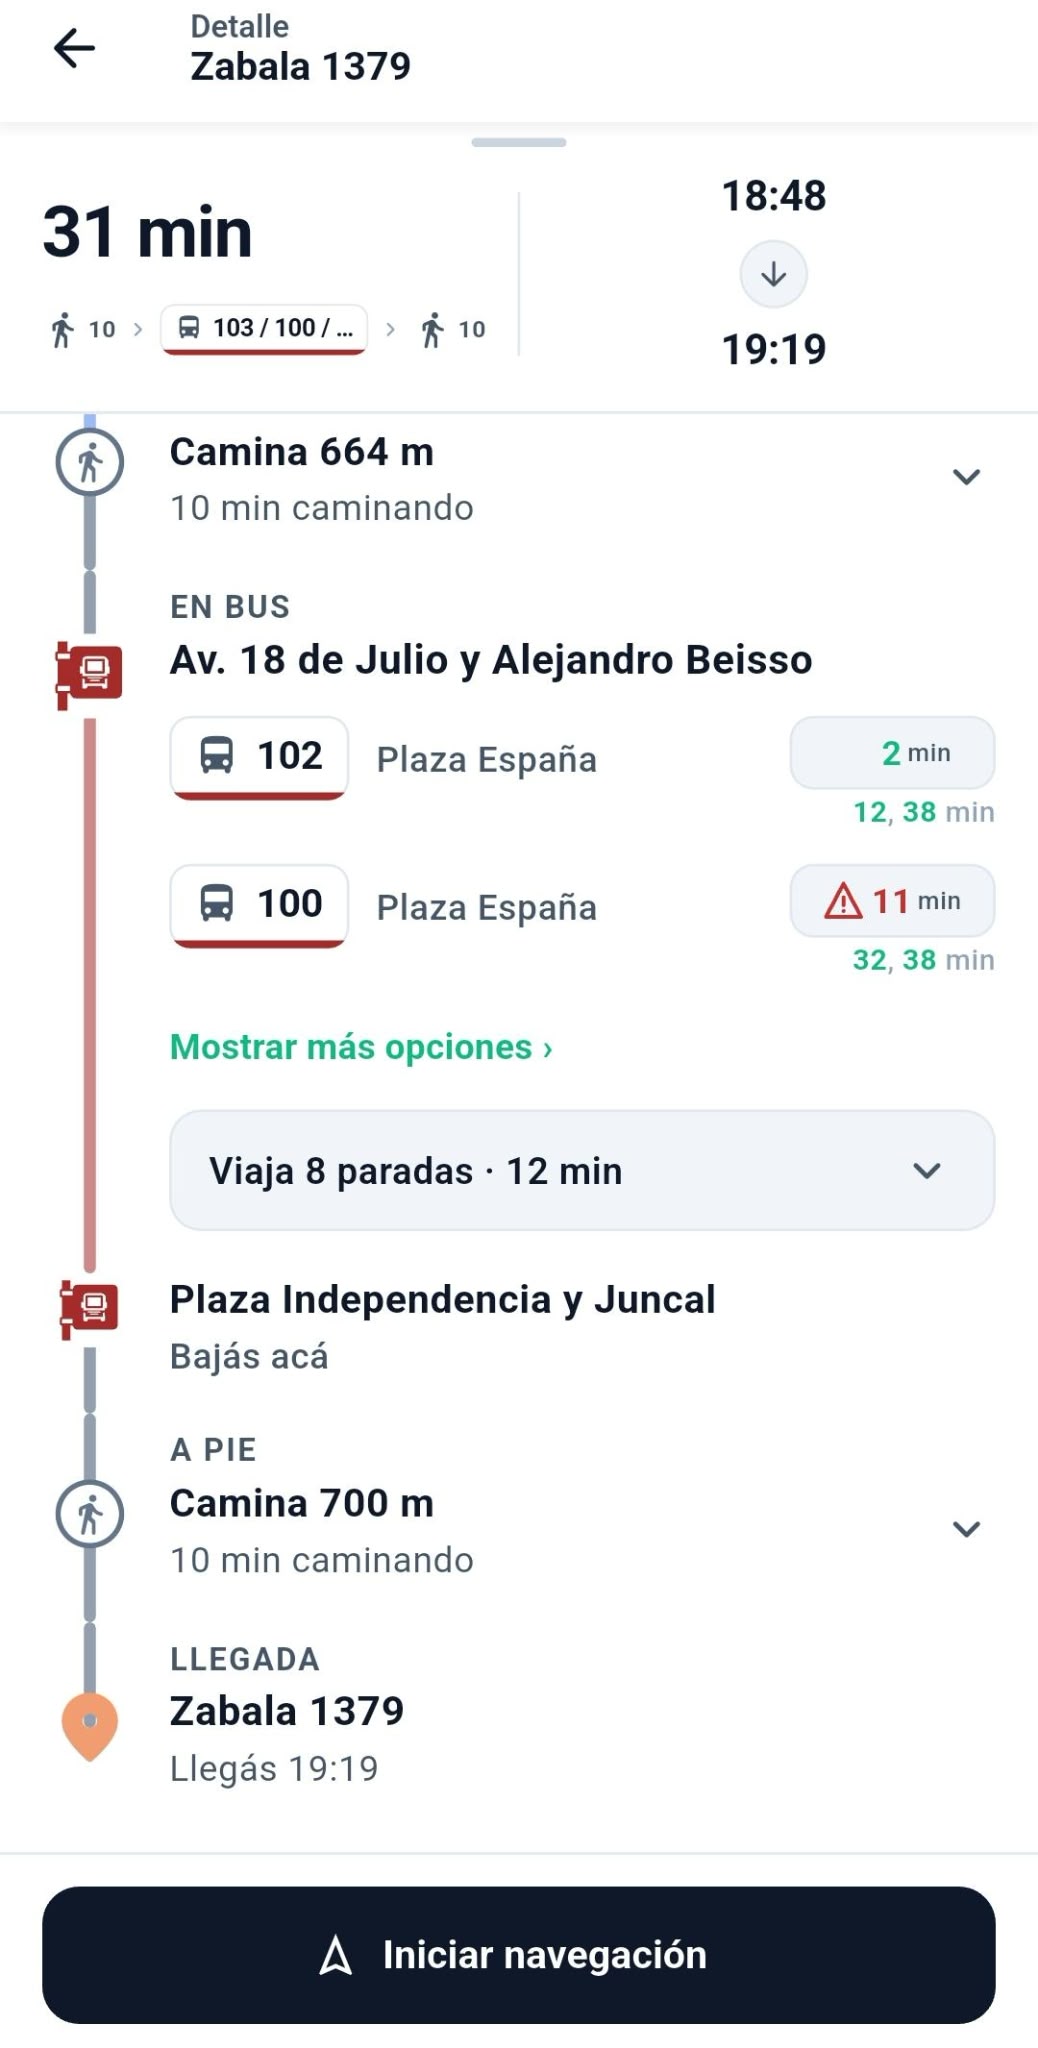 Detalle
Zabala 1379
31 min
10 › 103 / 100 / ... › 10
18:48
19:19
Camina 664 m
10 min caminando
EN BUS
Av. 18 de Julio y Alejandro Beisso
102 Plaza España 2 min
12, 38 min
100 Plaza España 11 min
32, 38 min
Mostrar más opciones ›
Viaja 8 paradas · 12 min
Plaza Independencia y Juncal
Bajás acá
A PIE
Camina 700 m
10 min caminando
LLEGADA
Zabala 1379
Llegás 19:19
Iniciar navegación